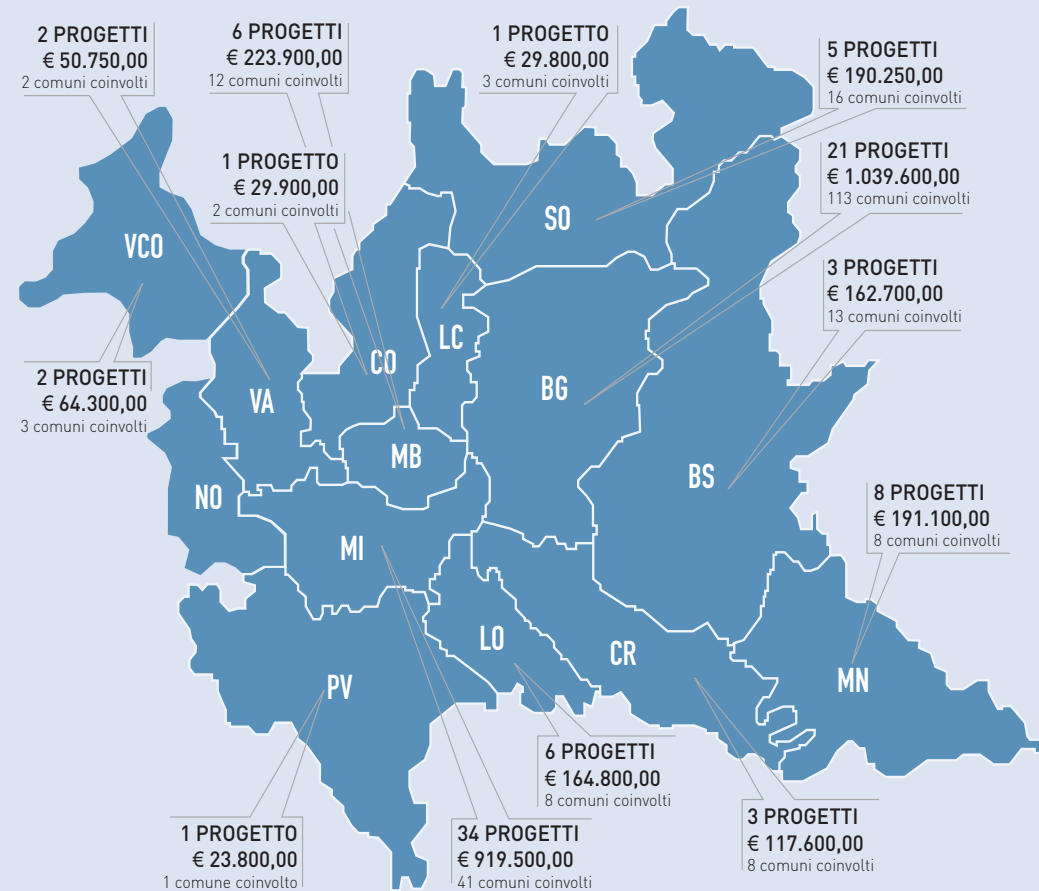 2 PROGETTI
€ 50.750,00
2 comuni coinvolti
6 PROGETTI
€ 223.900,00
12 comuni coinvolti
1 PROGETTO
€ 29.800,00
3 comuni coinvolti
5 PROGETTI
€ 190.250,00
16 comuni coinvolti
1 PROGETTO
€ 29.900,00
2 comuni coinvolti
21 PROGETTI
€ 1.039.600,00
113 comuni coinvolti
SO
VCO
3 PROGETTI
€ 162.700,00
13 comuni coinvolti
LC
CO
2 PROGETTI
€ 64.300,00
3 comuni coinvolti
VA
BG
MB
BS
NO
8 PROGETTI
€ 191.100,00
8 comuni coinvolti
MI
LO
CR
MN
PV
6 PROGETTI
€ 164.800,00
8 comuni coinvolti
1 PROGETTO
€ 23.800,00
1 comune coinvolto
34 PROGETTI
€ 919.500,00
41 comuni coinvolti
3 PROGETTI
€ 117.600,00
8 comuni coinvolti